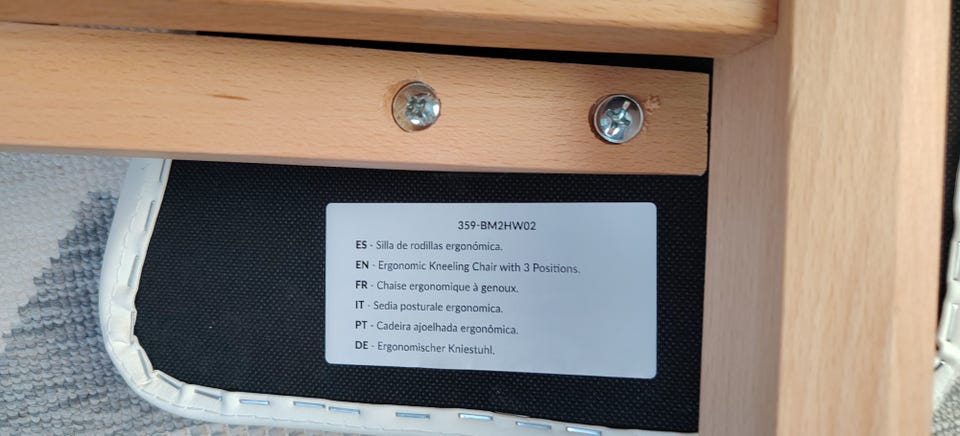 359-BM2HW02
ES - Silla de rodillas ergonómica.
EN - Ergonomic Kneeling Chair with 3 Positions.
FR - Chaise ergonomique à genoux.
IT - Sedia posturale ergonomica.
PT - Cadeira ajoelhada ergonômica.
DE - Ergonomischer Kniestuhl.